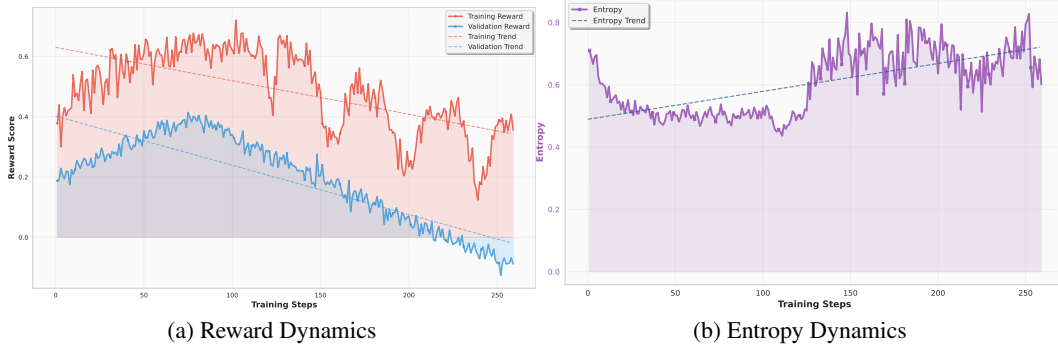 Training Reward
Validation Reward
Training Trend
Validation Trend
Reward Score
0.6
0.4
0.2
0.0
0
50
100
150
200
250
Training Steps
(a) Reward Dynamics
Entropy
Entropy Trend
Entropy
0.8
0.6
0.4
0.2
0.0
0
50
100
150
200
250
Training Steps
(b) Entropy Dynamics